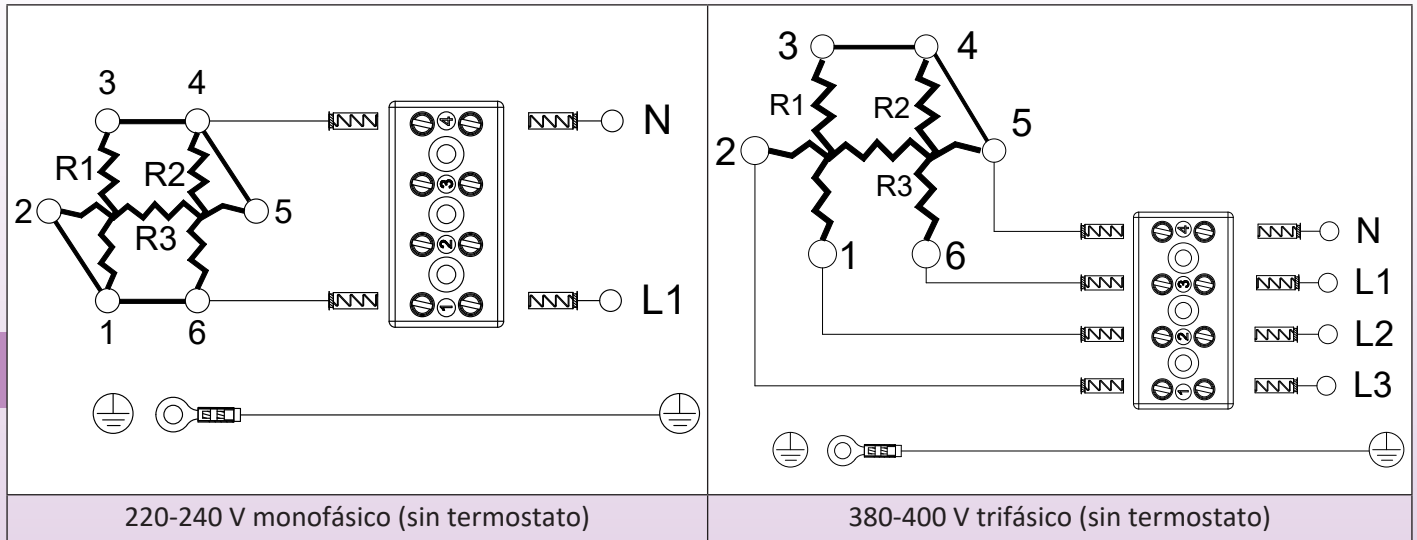 3 4
R1 R2
2 5
R3
1 6
4
3
2
1
N
L1
220-240 V monofásico (sin termostato)
3 4
R1 R2
2 5
R3
1 6
4
3
2
1
N
L1
L2
L3
380-400 V trifásico (sin termostato)